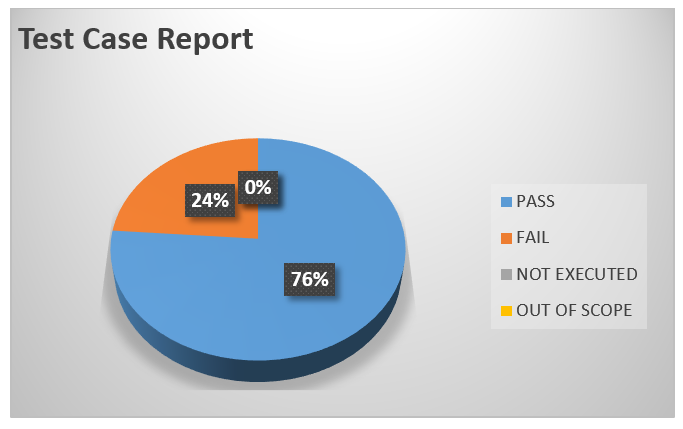 Test Case Report
0%
24%
76%
PASS
FAIL
NOT EXECUTED
OUT OF SCOPE